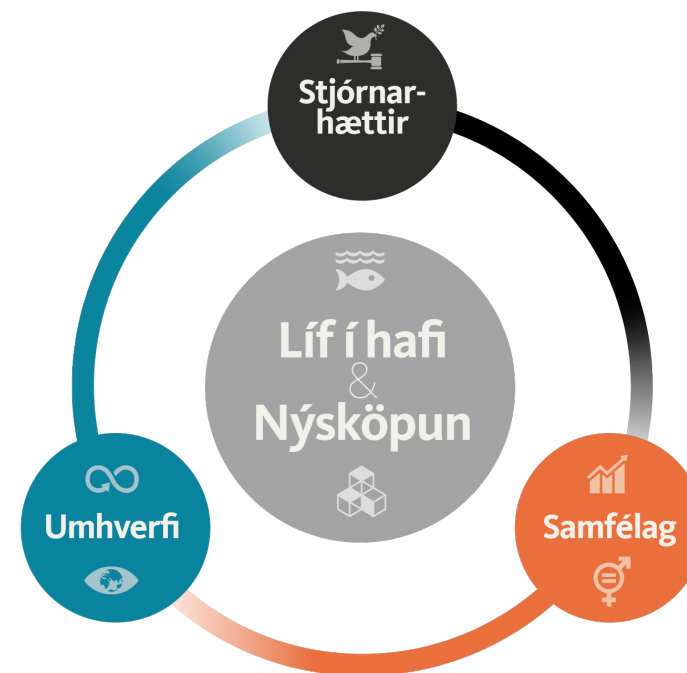 Stjórnar-
hættir
Líf í hafi
&
Nýsköpun
Umhverfi
Samfélag